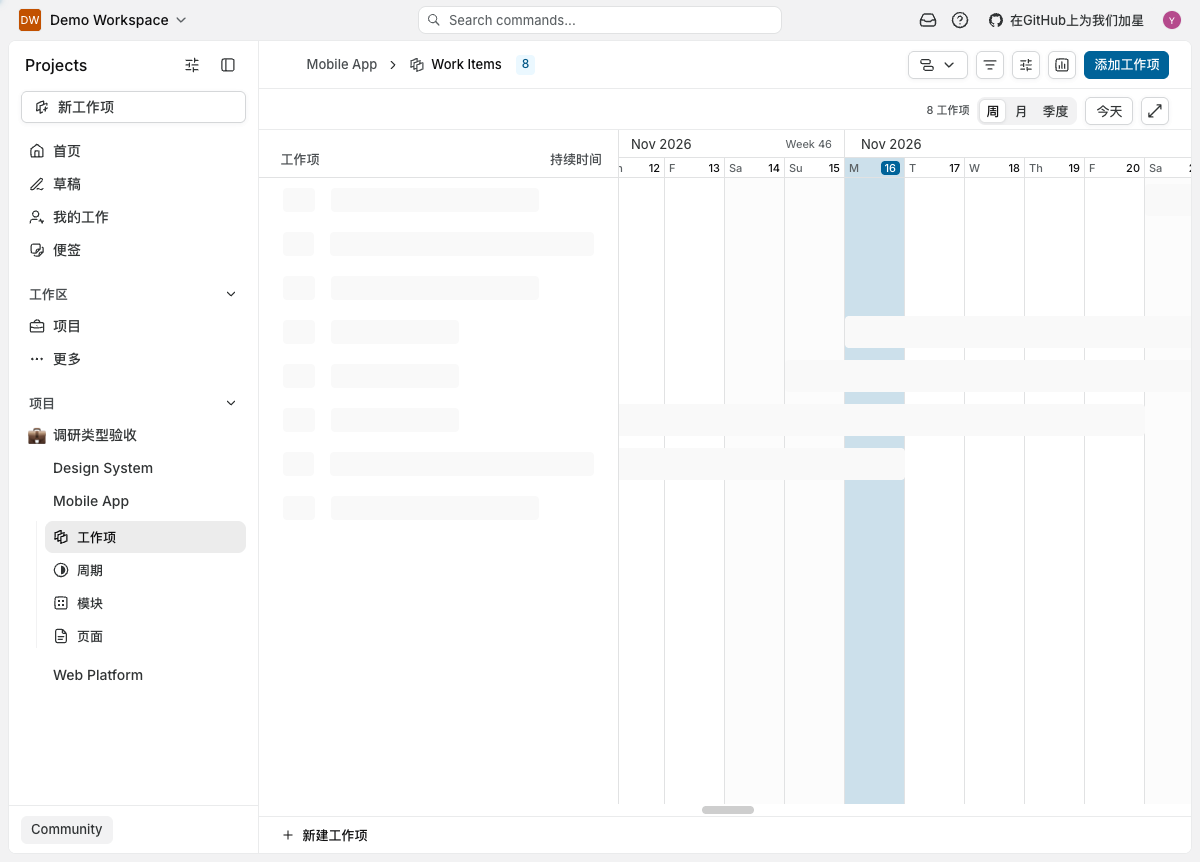 DW Demo Workspace
Search commands...
在GitHub上为我们加星
Y
Projects
新工作项
首页
草稿
我的工作
便签
工作区
项目
更多
项目
调研类型验收
Design System
Mobile App
工作项
周期
模块
页面
Web Platform
Community
Mobile App
Work Items
8
添加工作项
8 工作项
周
月
季度
今天
工作项
持续时间
Nov 2026
Week 46
Nov 2026
12 F
13 Sa
14 Su
15 M
16 T
17 W
18 Th
19 F
20 Sa
新建工作项